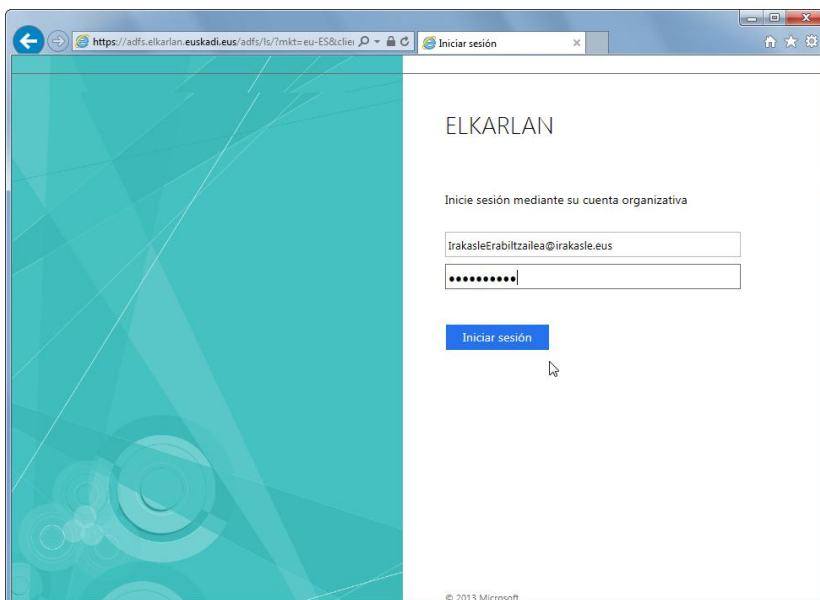 https://adfs.elkarlan.euskadi.eus/adfs/ls/?mkt=eu-ES&clie
Iniciar sesión
ELKARLAN
Inicie sesión mediante su cuenta organizativa
IrakasleErabiltzailea@irakasle.eus
Iniciar sesión
© 2013 Microsoft